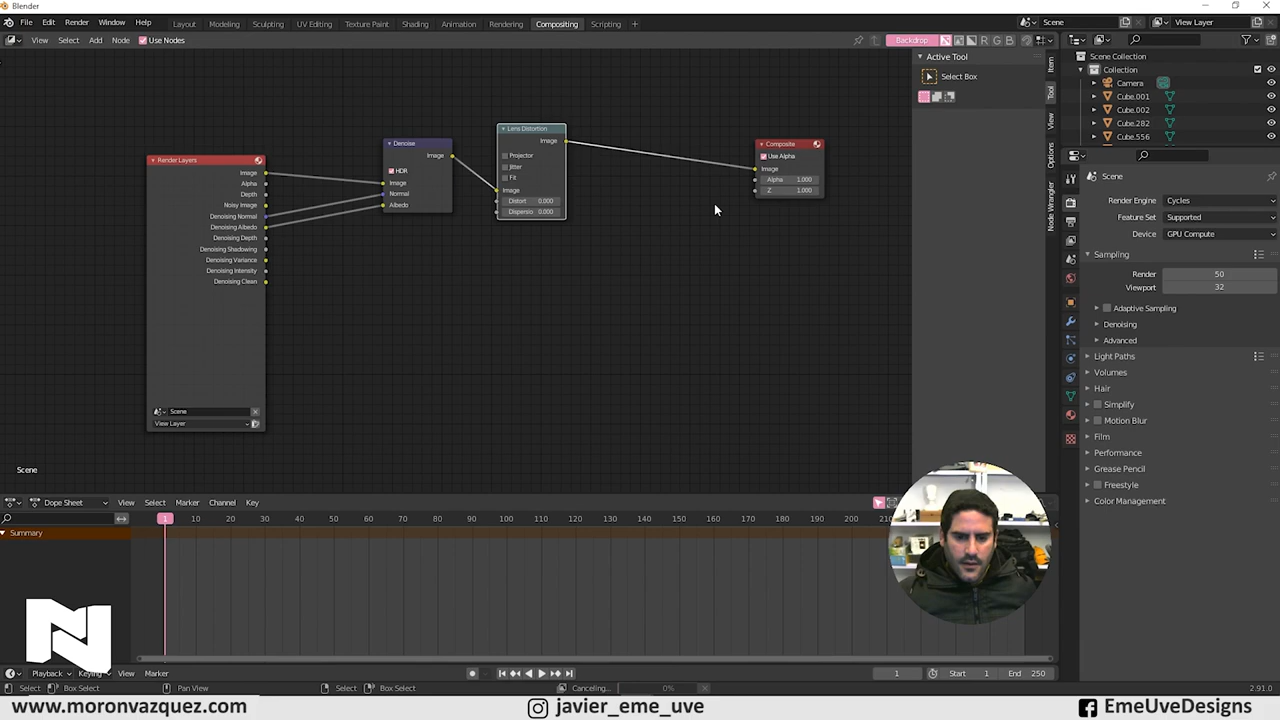 Blender
File Edit Render Window Help Layout Modeling Sculpting UV Editing Texture Paint Shading Animation Rendering Compositing Scripting + Scene View Layer
View Select Add Node Use Nodes Backdrop R G B
Active Tool
Select Box
Item
Tool
View
Options
Node Wrangler
Scene Collection
Collection
Camera
Cube.001
Cube.002
Cube.282
Cube.556
Render Layers
Image
Alpha
Depth
Noisy Image
Denoising Normal
Denoising Albedo
Denoising Depth
Denoising Shadowing
Denoising Variance
Denoising Intensity
Denoising Clean
Scene
View Layer
Denoise
Image
HDR
Image
Normal
Albedo
Lens Distortion
Image
Projector
Jitter
Fit
Image
Distort 0.000
Dispersio 0.000
Composite
Use Alpha
Image
Alpha 1.000
Z 1.000
Scene
Render Engine Cycles
Feature Set Supported
Device GPU Compute
Sampling
Render 50
Viewport 32
Adaptive Sampling
Denoising
Advanced
Light Paths
Volumes
Hair
Simplify
Motion Blur
Film
Performance
Grease Pencil
Freestyle
Color Management
Scene
Dope Sheet View Select Marker Channel Key
1 10 20 30 40 50 60 70 80 90 100 110 120 130 140 150 160 170 180 190 200 210
Summary
N
Playback Keying View Marker 1 Start 1 End 250
Select Box Select Pan View Select Box Select Canceling... 0% 2.91.0
www.moronvazquez.com javier_eme_uve EmeUveDesigns